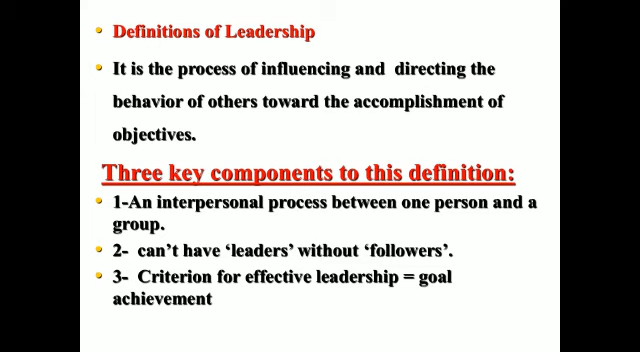 Definitions of Leadership
It is the process of influencing and directing the
behavior of others toward the accomplishment of
objectives.
Three key components to this definition:
1-An interpersonal process between one person and a
group.
2- can't have 'leaders' without 'followers'.
3- Criterion for effective leadership = goal
achievement